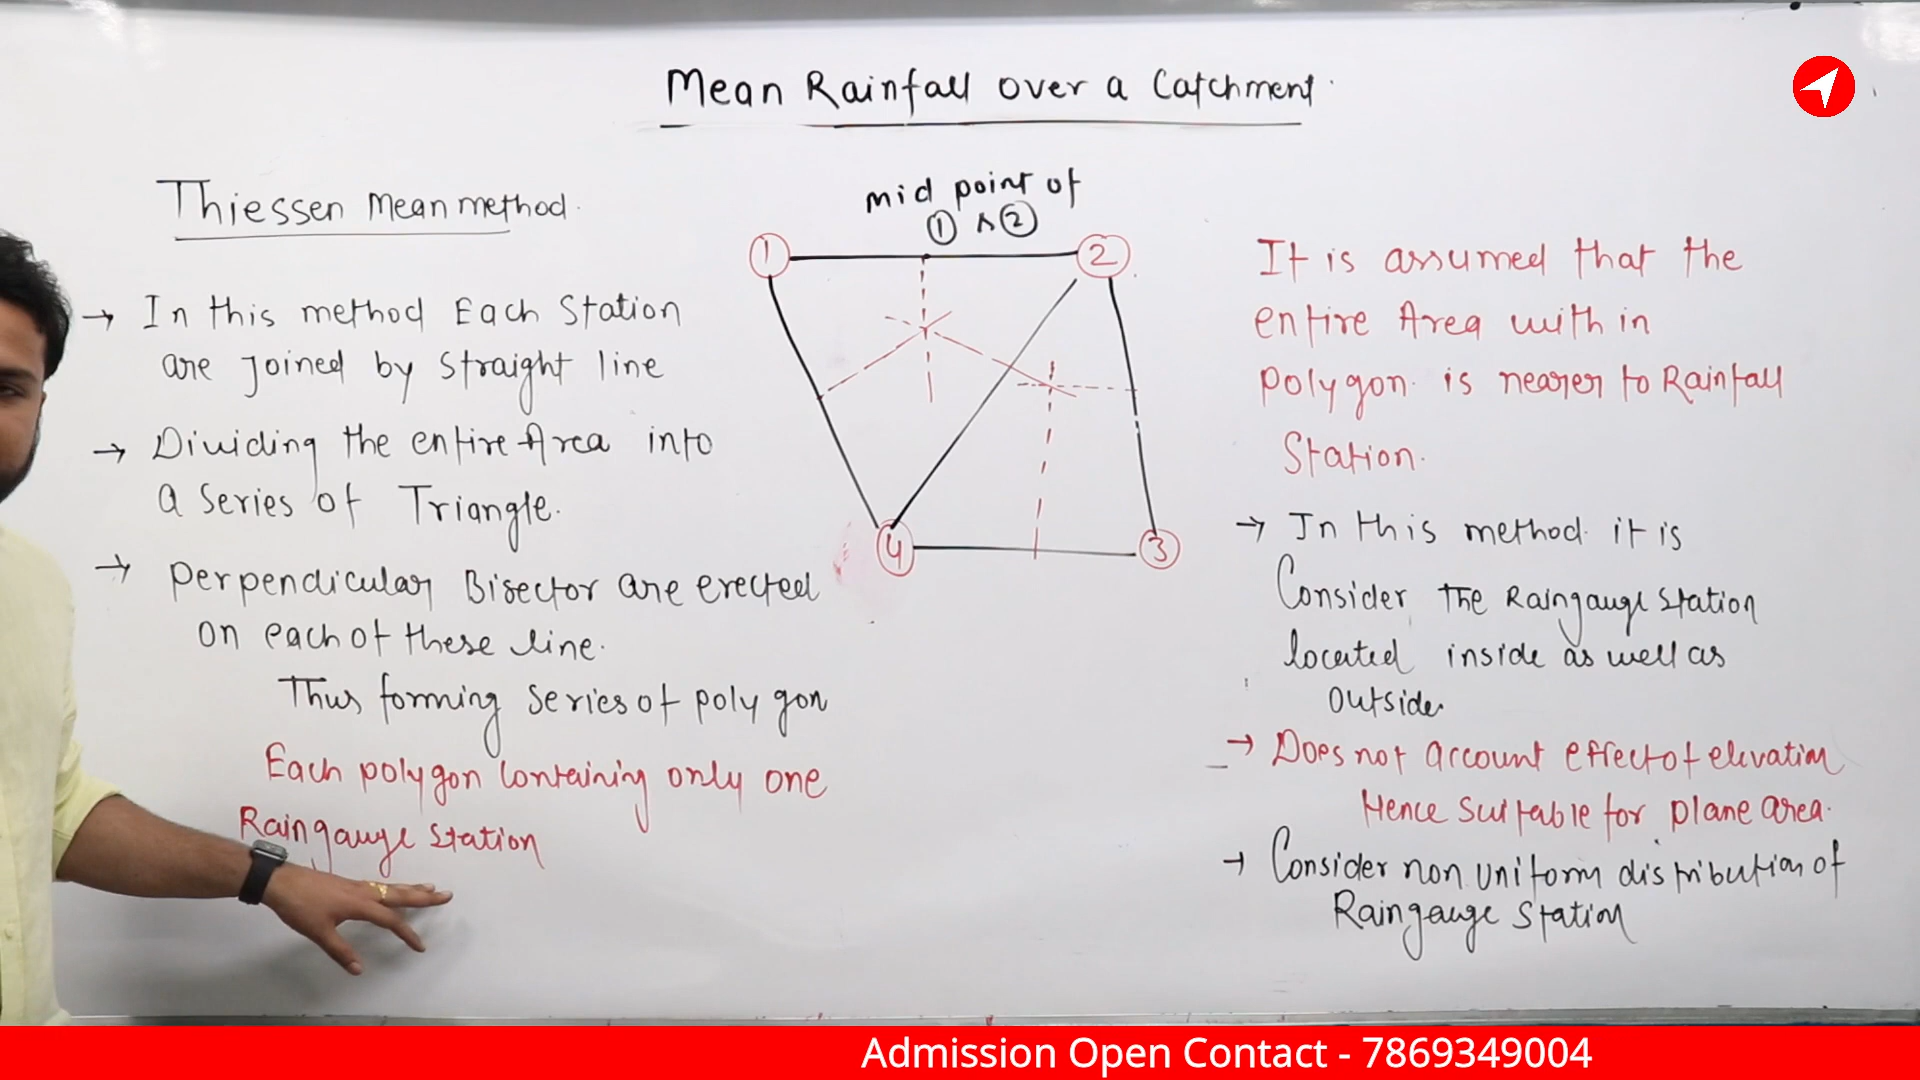 Mean Rainfall over a Catchment.
Thiessen Mean method.
→ In this method Each Station
are Joined by straight line
→ Dividing the entire Area into
a series of Triangle.
→ perpendicular Bisector are erected
on each of these line.
Thus forming series of polygon
Each polygon containing only one
Raingauge station
mid point of
① & ②
1
2
4
3
It is assumed that the
entire Area with in
polygon is nearer to Rainfall
Station.
→ In this method it is
Consider the Raingauge station
located inside as well as
outside.
→ Does not account effect of elevation
Hence suitable for plane area.
→ Consider non uniform distribution of
Raingauge station
Admission Open Contact - 7869349004